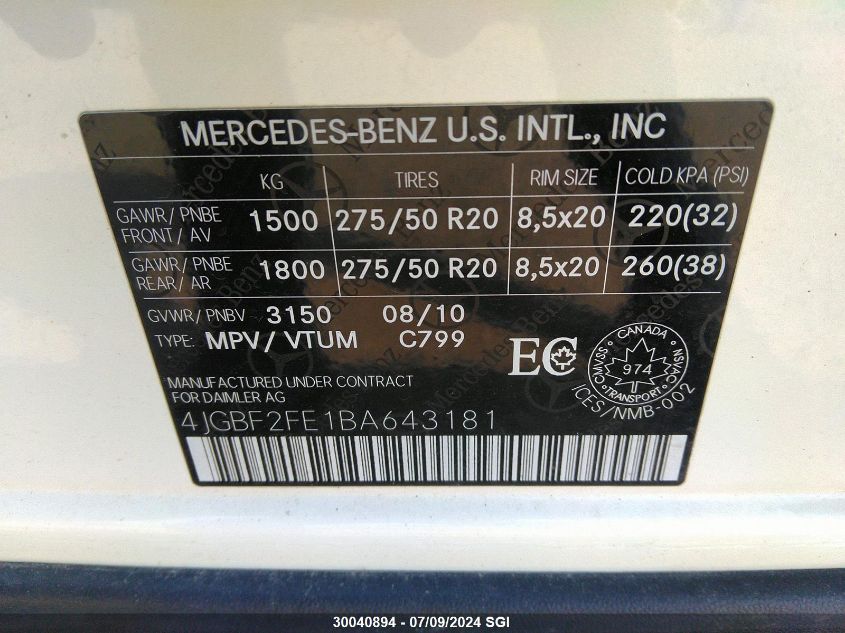 MERCEDES-BENZ U.S. INTL., INC
KG TIRES RIM SIZE COLD KPA (PSI)
GAWR / PNBE FRONT / AV 1500 275/50 R20 8,5x20 220(32)
GAWR / PNBE REAR / AR 1800 275/50 R20 8,5x20 260(38)
GVWR / PNBV 3150 08/10
TYPE: MPV / VTUM C799
EC
CANADA
CMVSS 974 NSVAC
TRANSPORT
ICES/NMB-002
MANUFACTURED UNDER CONTRACT
FOR DAIMLER AG
4JGBF2FE1BA643181
30040894 - 07/09/2024 SGI